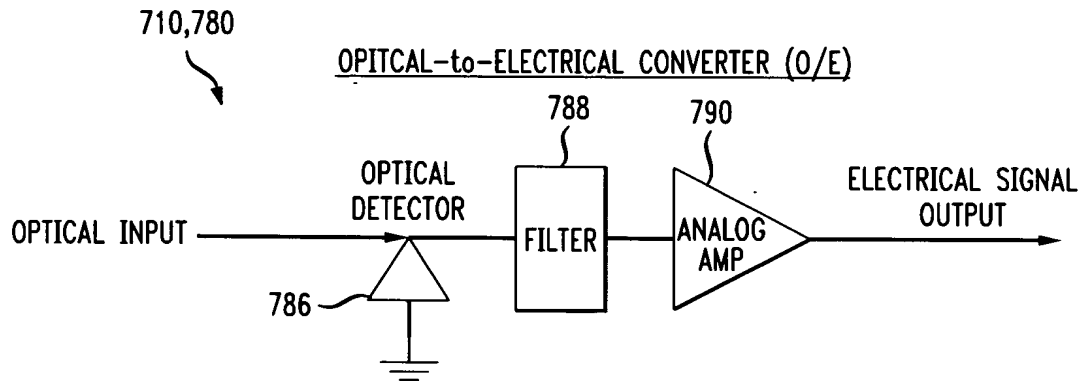 710,780
OPITCAL-to-ELECTRICAL CONVERTER (O/E)
788
790
OPTICAL
DETECTOR
ELECTRICAL SIGNAL
OUTPUT
OPTICAL INPUT
FILTER
ANALOG
AMP
786